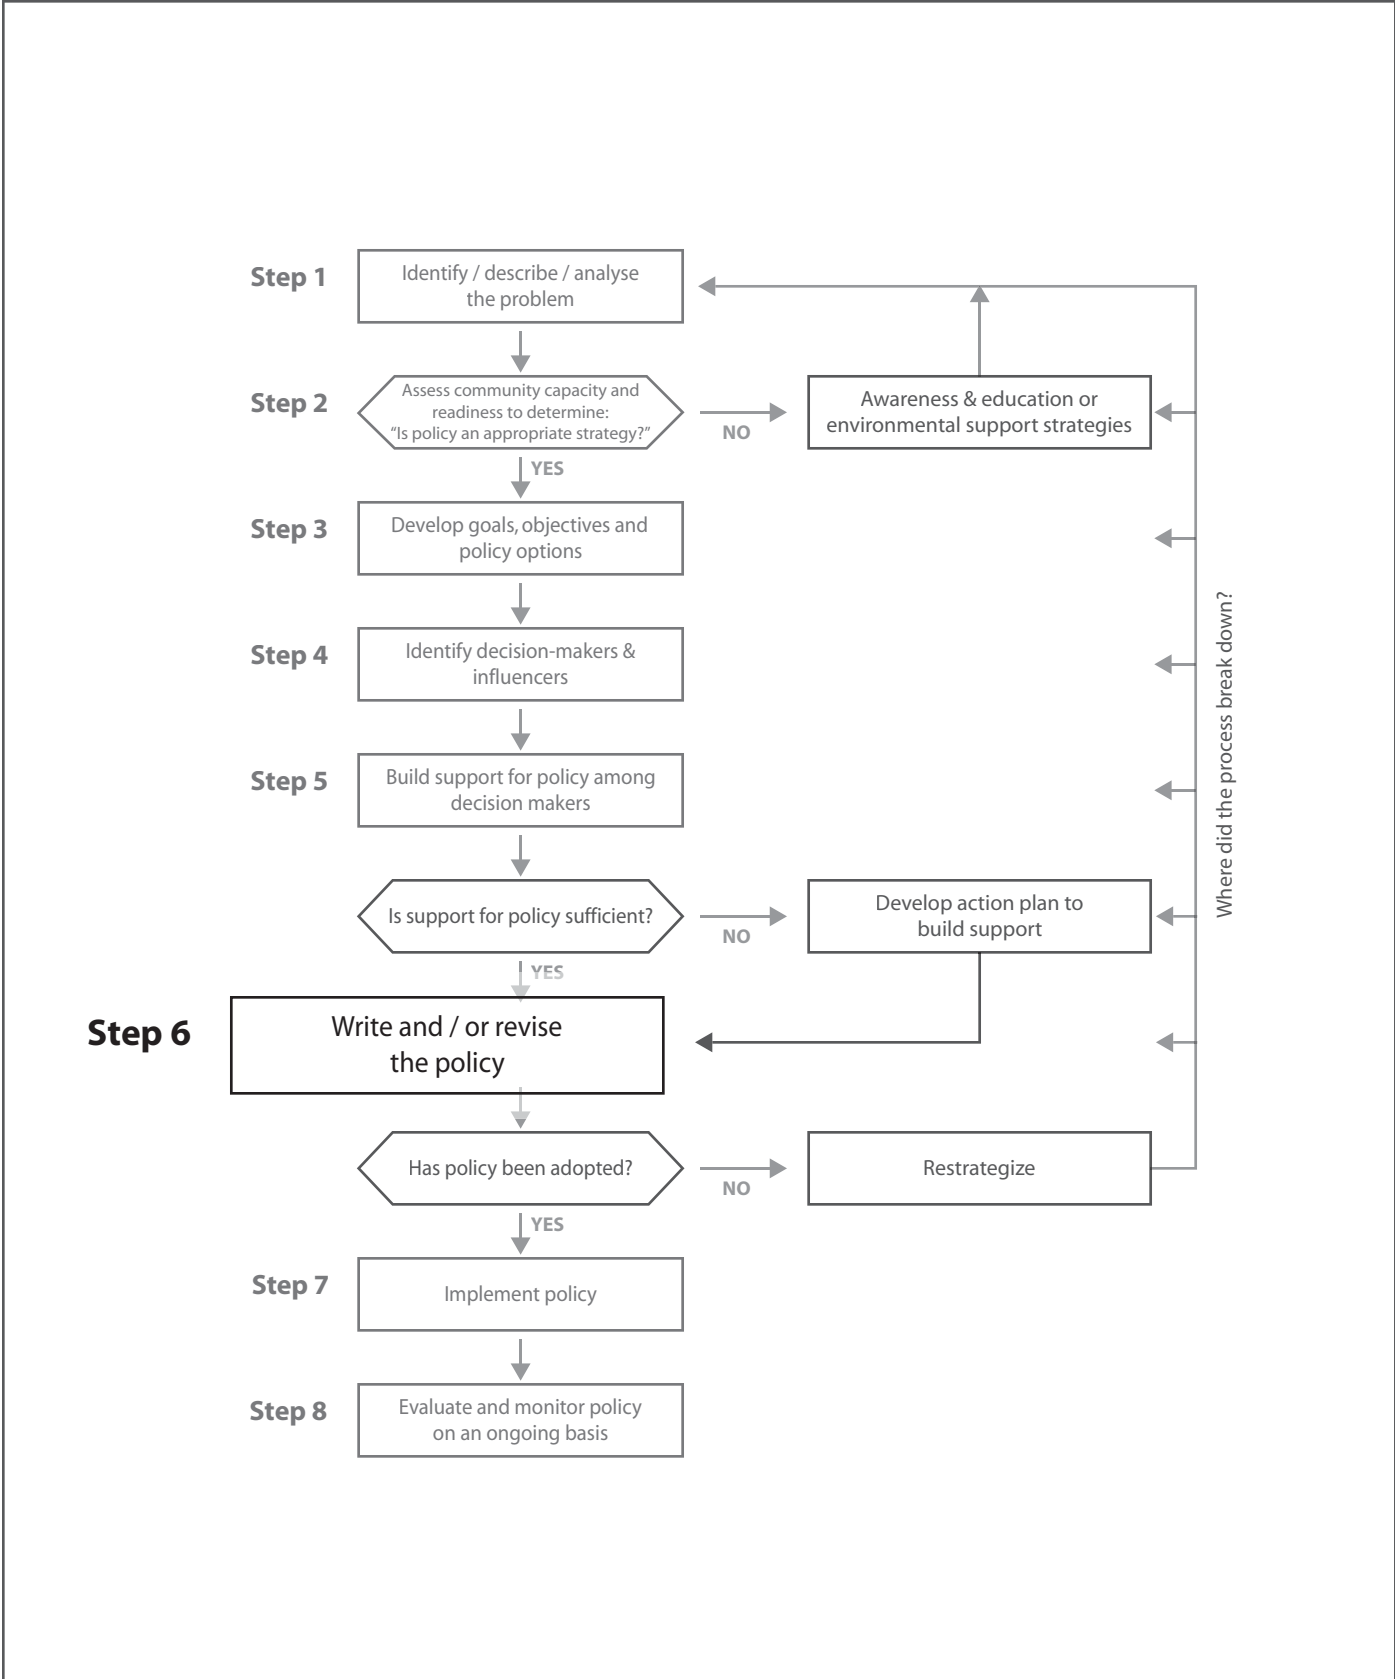 Step 1
Identify / describe / analyse
the problem
Step 2
Assess community capacity and
readiness to determine:
“Is policy an appropriate strategy?”
NO
Awareness & education or
environmental support strategies
YES
Step 3
Develop goals, objectives and
policy options
Step 4
Identify decision-makers &
influencers
Step 5
Build support for policy among
decision makers
Is support for policy sufficient?
NO
Develop action plan to
build support
YES
Step 6
Write and / or revise
the policy
Has policy been adopted?
NO
Restrategize
YES
Step 7
Implement policy
Step 8
Evaluate and monitor policy
on an ongoing basis
Where did the process break down?